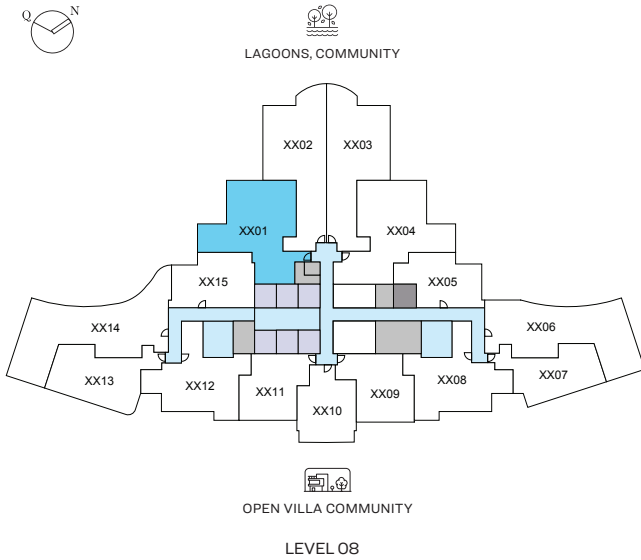 Q N
LAGOONS, COMMUNITY
XX02 XX03
XX01 XX04
XX15 XX05
XX14 XX06
XX13 XX12 XX11 XX10 XX09 XX08 XX07
OPEN VILLA COMMUNITY
LEVEL 08